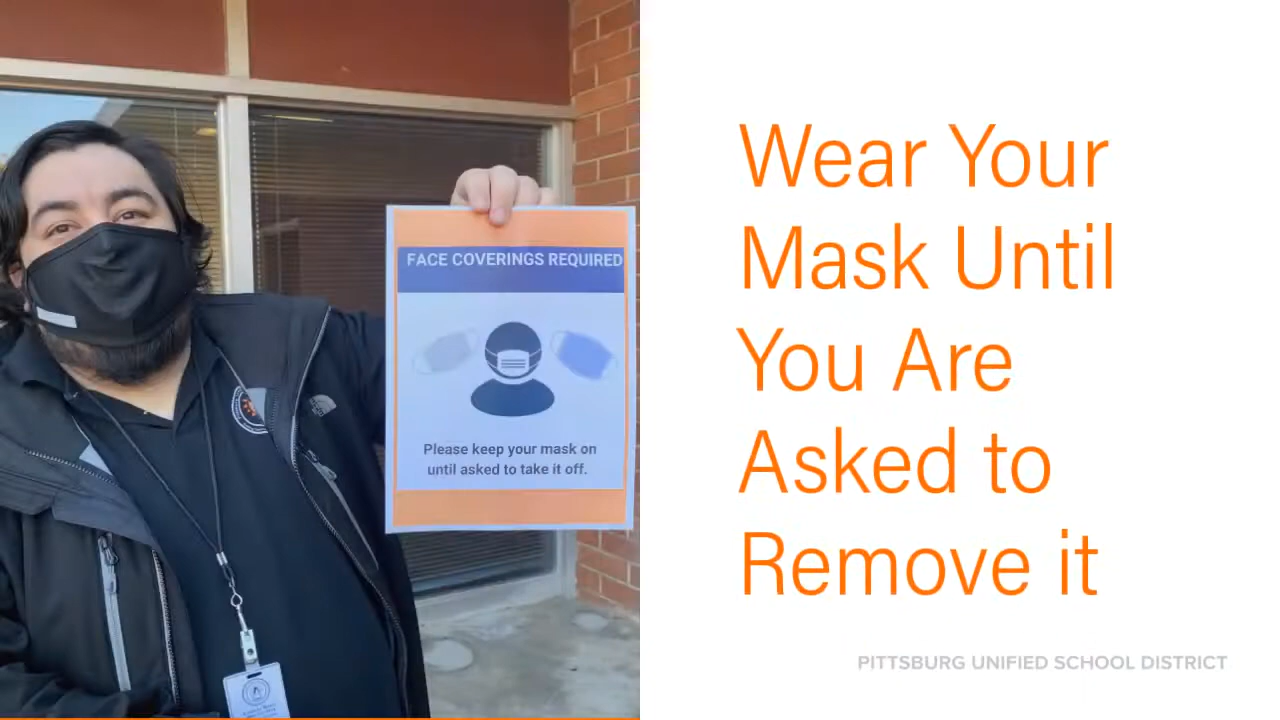 FACE COVERINGS REQUIRED
Please keep your mask on
until asked to take it off.
Wear Your
Mask Until
You Are
Asked to
Remove it
PITTSBURG UNIFIED SCHOOL DISTRICT